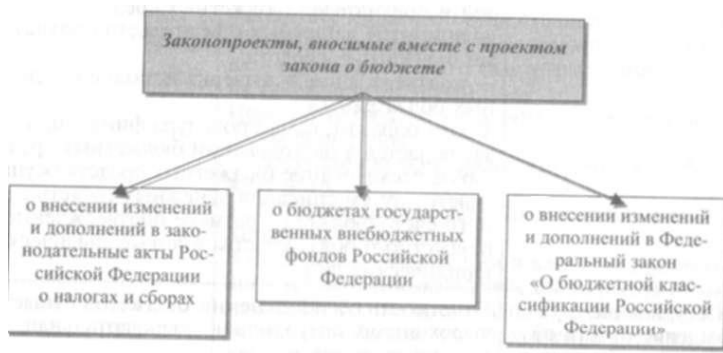 Законопроекты, вносимые вместе с проектом
закона о бюджете
о внесении изменений
и дополнений в зако-
нодательные акты Рос-
сийской Федерации
о налогах и сборах
о бюджетах государст-
венных внебюджетных
фондов Российской
Федерации
о внесении изменений
и дополнений в Феде-
ральный закон
«О бюджетной клас-
сификации Российской
Федерации»